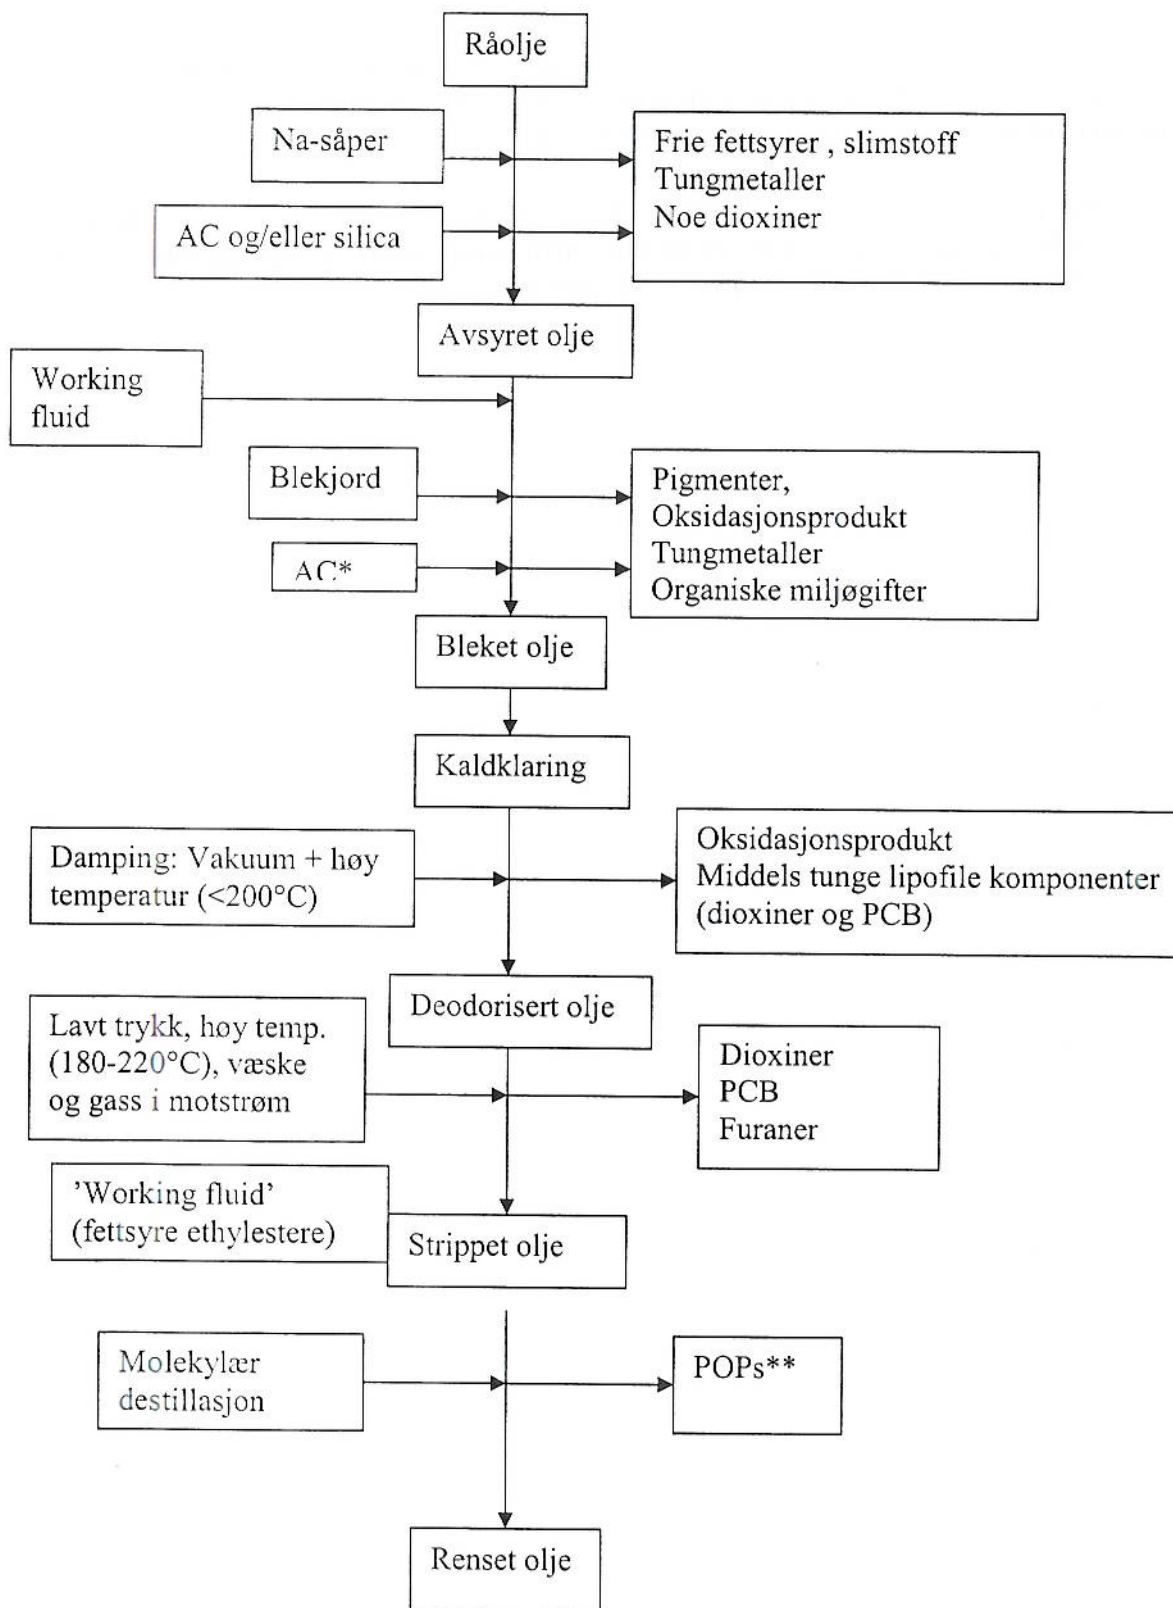 Råolje
Na-såper
Frie fettsyrer , slimstoff
Tungmetaller
Noe dioxiner
AC og/eller silica
Avsyret olje
Working
fluid
Blekjord
Pigmenter,
Oksidasjonsprodukt
Tungmetaller
Organiske miljøgifter
AC*
Bleket olje
Kaldklaring
Damping: Vakuum + høy
temperatur (<200°C)
Oksidasjonsprodukt
Middels tunge lipofile komponenter
(dioxiner og PCB)
Deodorisert olje
Lavt trykk, høy temp.
(180-220°C), væske
og gass i motstrøm
Dioxiner
PCB
Furaner
'Working fluid'
(fettsyre ethylestere)
Strippet olje
Molekylær
destillasjon
POPs**
Renset olje